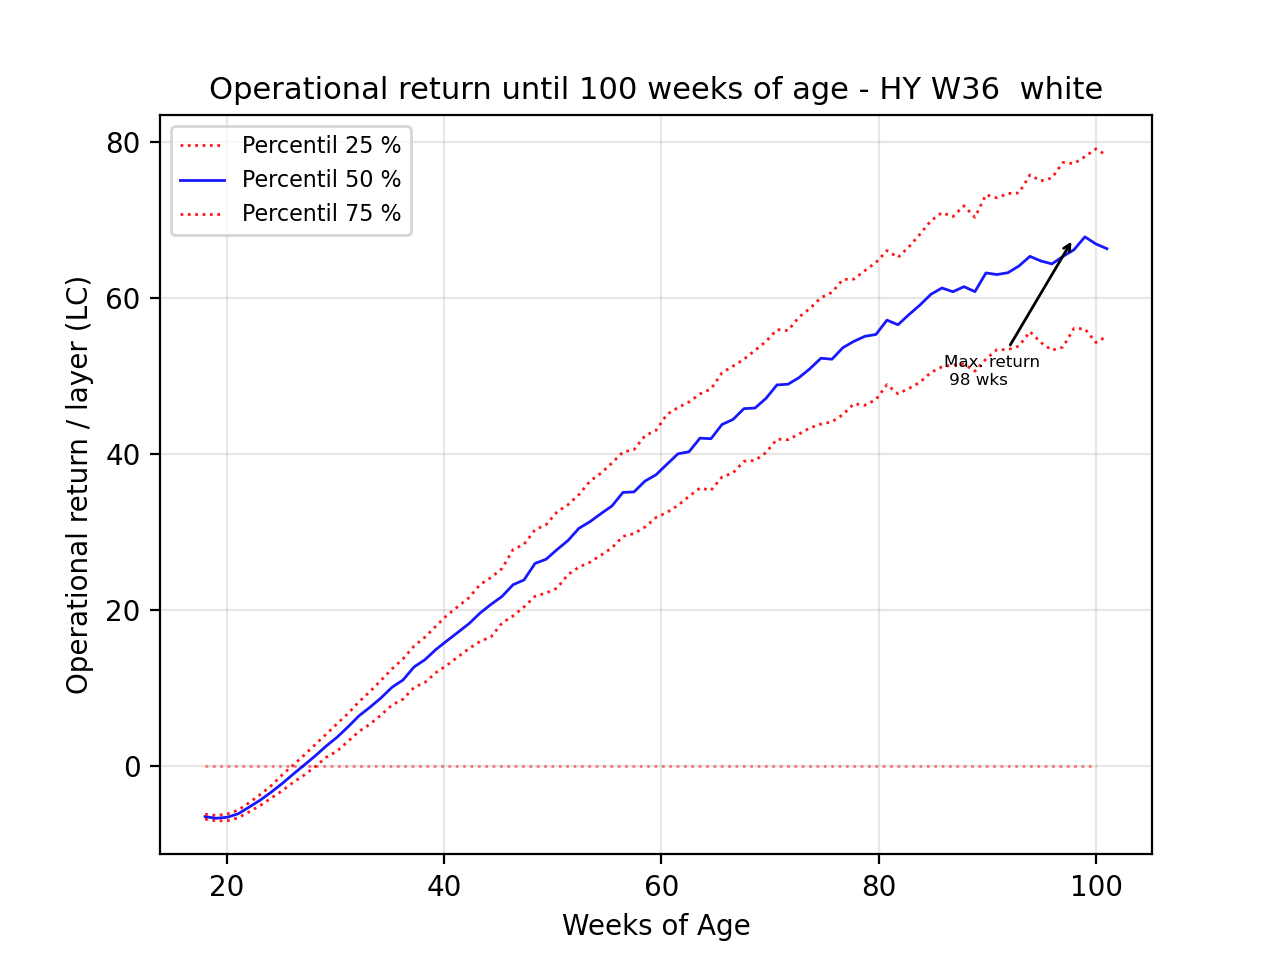 Operational return until 100 weeks of age - HY W36  white
Percentil 25 %
Percentil 50 %
Percentil 75 %
Operational return / layer (LC)
80
60
40
20
0
Max. return
98 wks
20 40 60 80 100
Weeks of Age